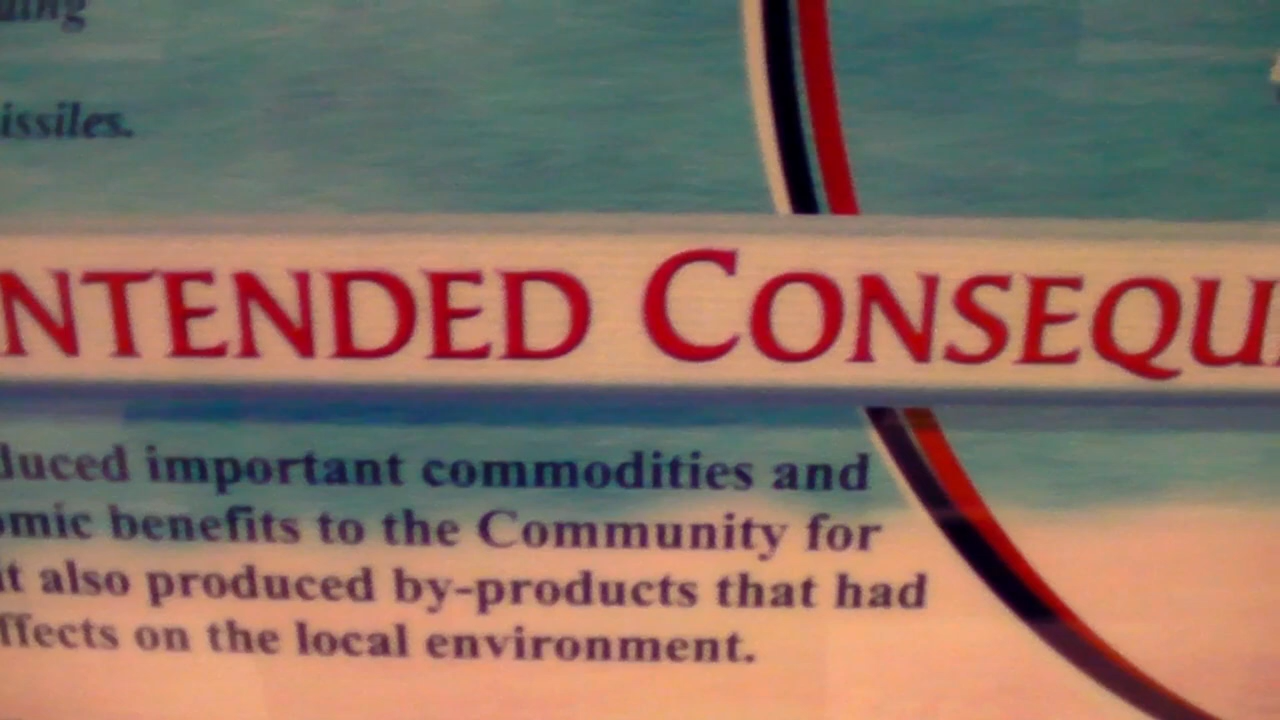 issiles.
NTENDED CONSEQU
duced important commodities and
omic benefits to the Community for
it also produced by-products that had
ffects on the local environment.